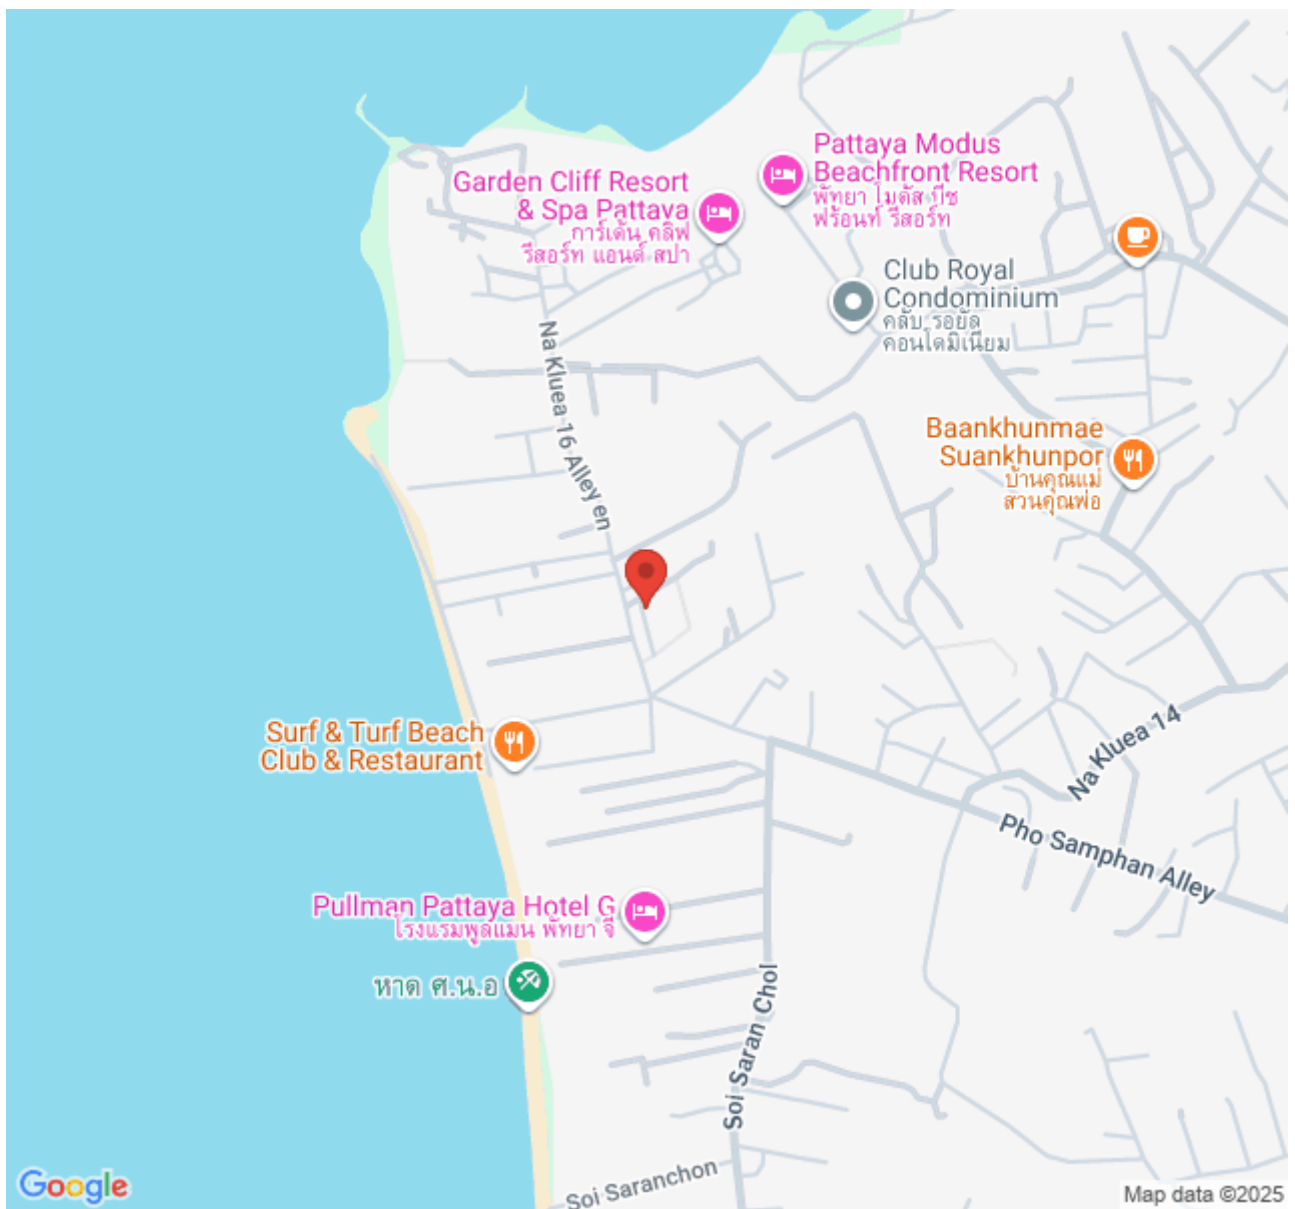 Pattaya Modus
Beachfront Resort
พัทยา โมดัส บีช
ฟร้อนท์ รีสอร์ท
Garden Cliff Resort
& Spa Pattaya
การ์เด้น คลิฟ
รีสอร์ท แอนด์ สปา
Club Royal
Condominium
คลับ รอยัล
คอนโดมิเนียม
Na Kluea 16 Alley en
Baankhunmae
Suankhunpor
บ้านคุณแม่
สวนคุณพ่อ
Surf & Turf Beach
Club & Restaurant
Na Kluea 14
Pho Samphan Alley
Pullman Pattaya Hotel G
โรงแรมพูลแมน พัทยา จี
หาด ศ.น.อ
Soi Saran Chol
Soi Saranchon
Google
Map data ©2025